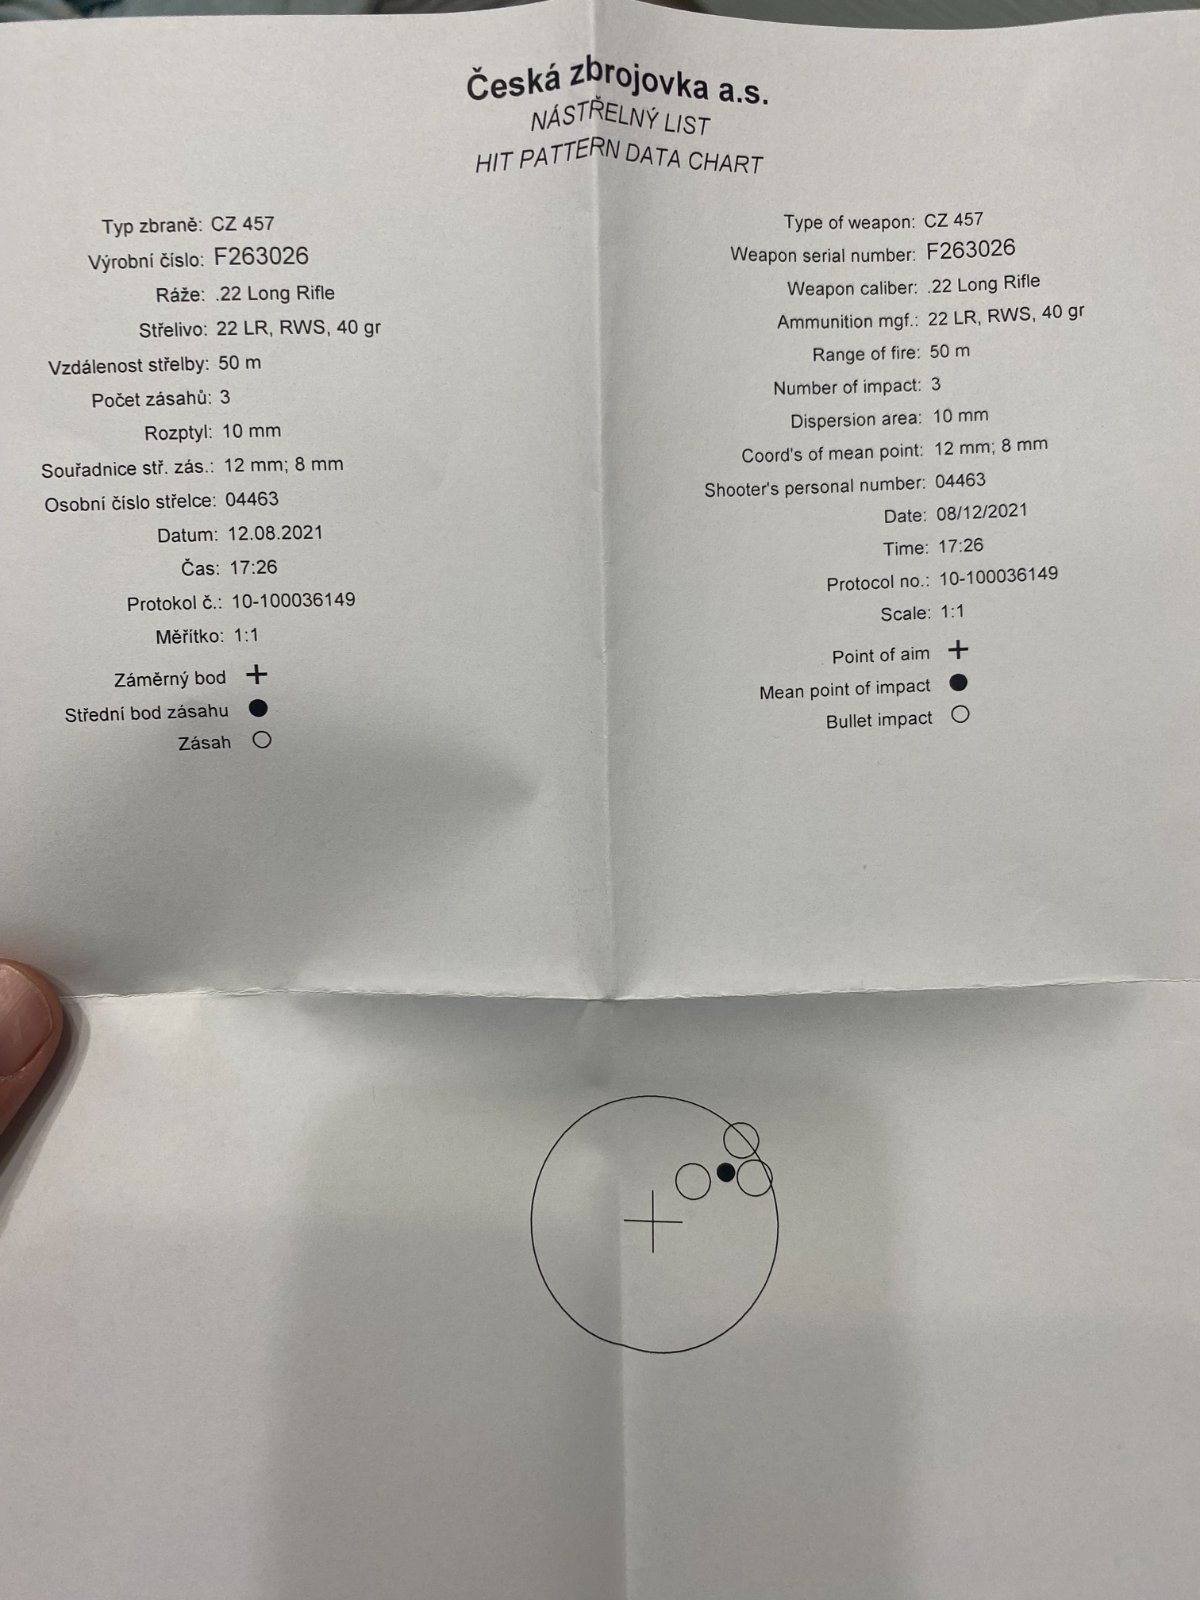 Česká zbrojovka a.s.
NÁSTŘELNÝ LIST
HIT PATTERN DATA CHART
Typ zbraně: CZ 457
Výrobní číslo: F263026
Ráže: .22 Long Rifle
Střelivo: 22 LR, RWS, 40 gr
Vzdálenost střelby: 50 m
Počet zásahů: 3
Rozptyl: 10 mm
Souřadnice stř. zás.: 12 mm; 8 mm
Osobní číslo střelce: 04463
Datum: 12.08.2021
Čas: 17:26
Protokol č.: 10-100036149
Měřítko: 1:1
Záměrný bod
Střední bod zásahu
Zásah
Type of weapon: CZ 457
Weapon serial number: F263026
Weapon caliber: .22 Long Rifle
Ammunition mgf.: 22 LR, RWS, 40 gr
Range of fire: 50 m
Number of impact: 3
Dispersion area: 10 mm
Coord's of mean point: 12 mm; 8 mm
Shooter's personal number: 04463
Date: 08/12/2021
Time: 17:26
Protocol no.: 10-100036149
Scale: 1:1
Point of aim
Mean point of impact
Bullet impact